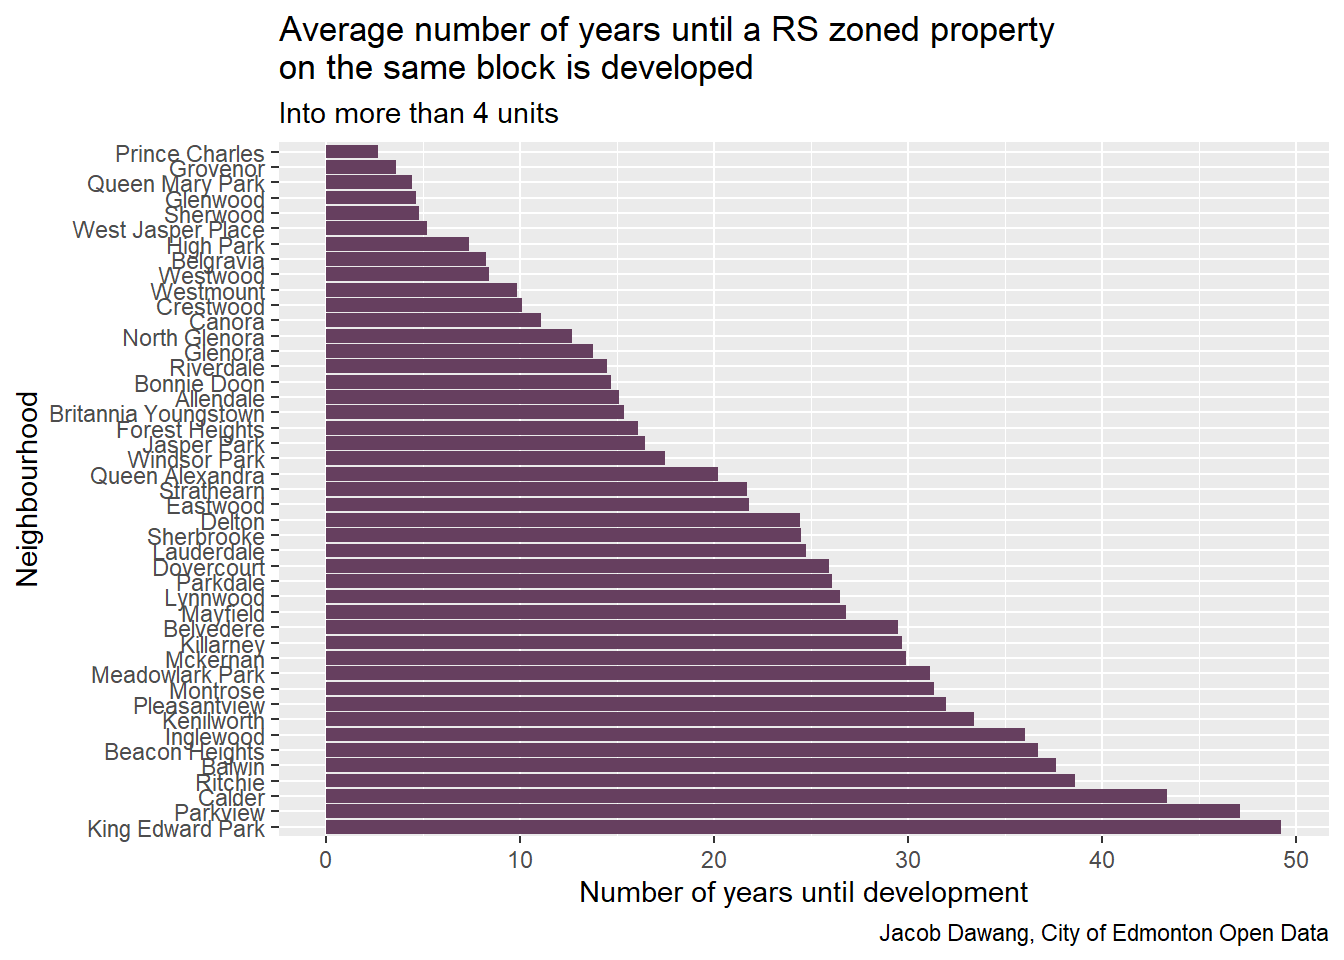 Average number of years until a RS zoned property
on the same block is developed
Into more than 4 units
Neighbourhood
Prince Charles
Grovenor
Queen Mary Park
Glenwood
Sherwood
West Jasper Place
High Park
Belgravia
Westwood
Westmount
Crestwood
Canora
North Glenora
Glenora
Riverdale
Bonnie Doon
Allendale
Britannia Youngstown
Forest Heights
Jasper Park
Windsor Park
Queen Alexandra
Strathearn
Eastwood
Delton
Sherbrooke
Lauderdale
Dovercourt
Parkdale
Lynnwood
Mayfield
Belvedere
Killarney
Mckernan
Meadowlark Park
Montrose
Pleasantview
Kenilworth
Inglewood
Beacon Heights
Balwin
Ritchie
Calder
Parkview
King Edward Park
0 10 20 30 40 50
Number of years until development
Jacob Dawang, City of Edmonton Open Data